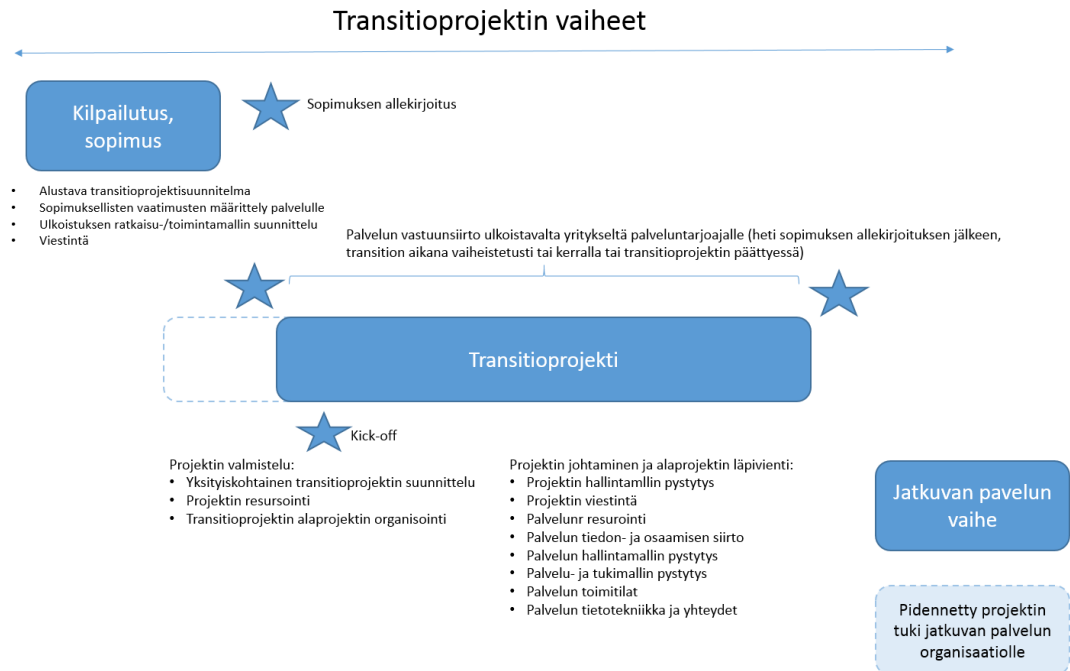 Transitioprojektin vaiheet
Kilpailutus,
sopimus
Sopimuksen allekirjoitus
• Alustava transitioprojektisuunnitelma
• Sopimuksellisten vaatimusten määrittely palvelulle
• Ulkoistuksen ratkaisu-/toimintamallin suunnittelu
• Viestintä
Palvelun vastuunsiirto ulkoistavalta yritykseltä palveluntarjoajalle (heti sopimuksen allekirjoituksen jälkeen,
transition aikana vaiheistetusti tai kerralla tai transitioprojektin päättyessä)
Transitioprojekti
Kick-off
Projektin valmistelu:
• Yksityiskohtainen transitioprojektin suunnittelu
• Projektin resursointi
• Transitioprojektin alaprojektin organisointi
Projektin johtaminen ja alaprojektin läpivienti:
• Projektin hallintamllin pystytys
• Projektin viestintä
• Palvelunr resurointi
• Palvelun tiedon- ja osaamisen siirto
• Palvelun hallintamallin pystytys
• Palvelu- ja tukimallin pystytys
• Palvelun toimitilat
• Palvelun tietotekniikka ja yhteydet
Jatkuvan pavelun
vaihe
Pidennetty projektin
tuki jatkuvan palvelun
organisaatiolle